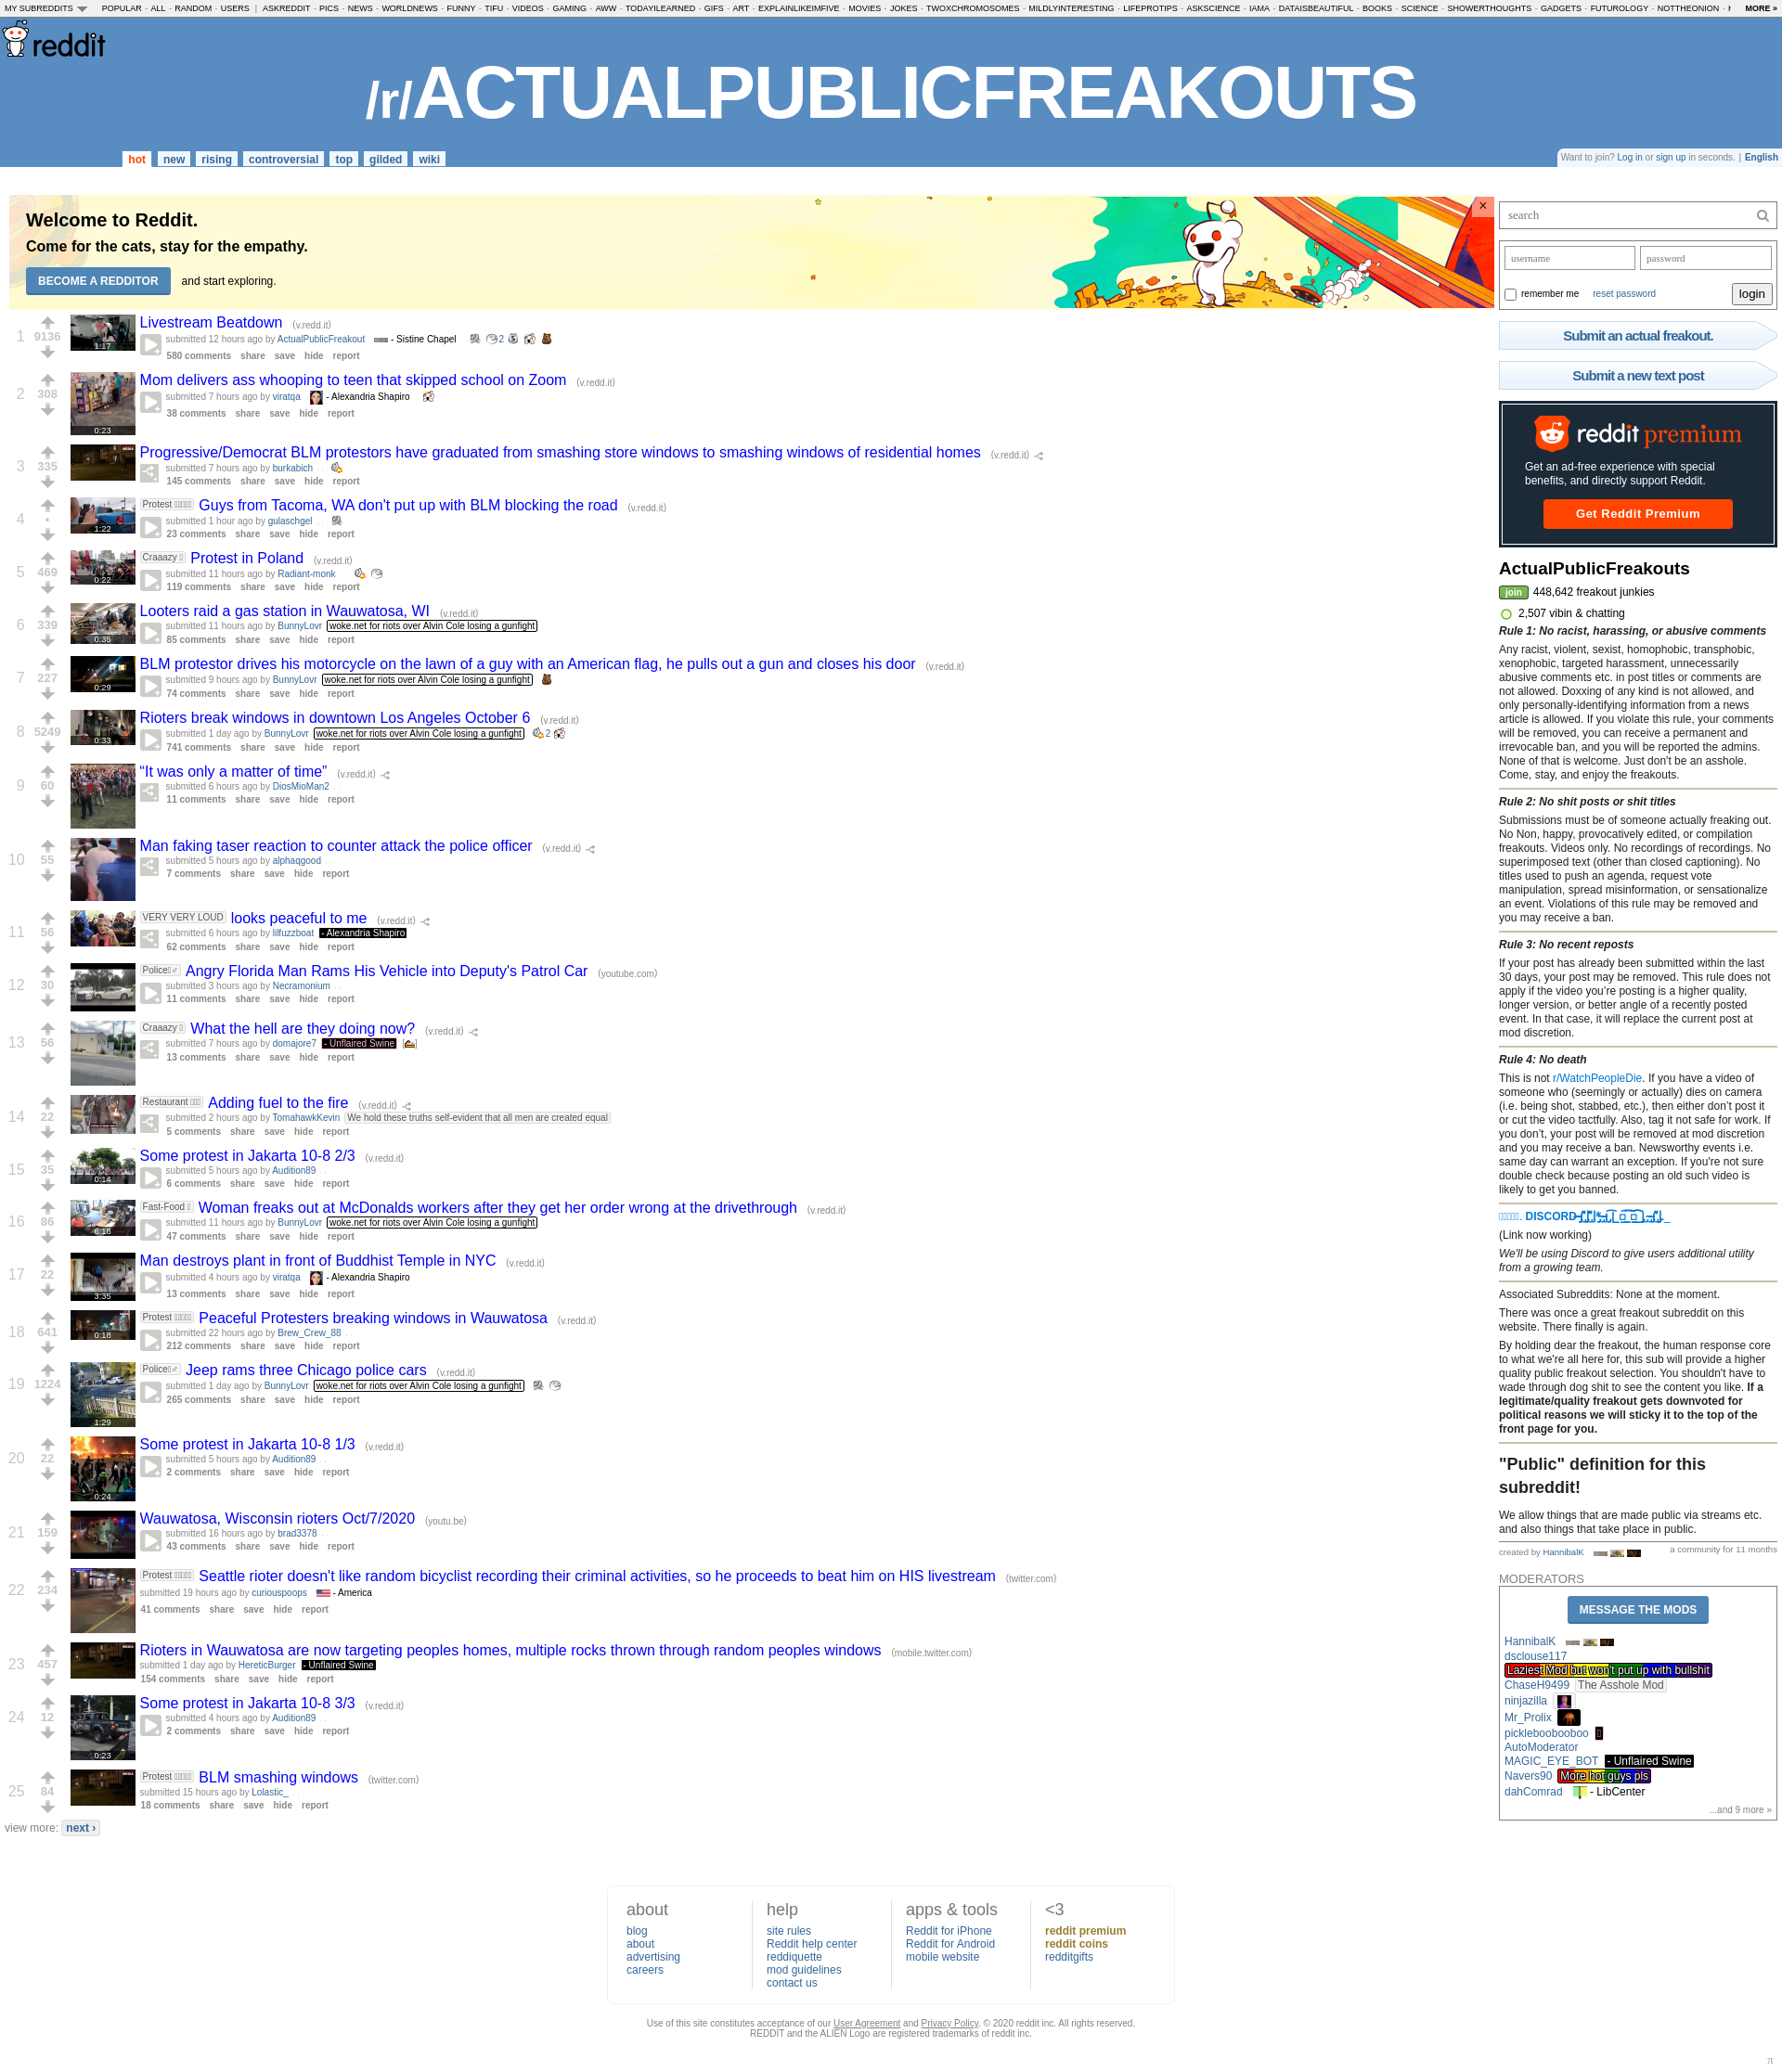 MY SUBREDDITS POPULAR - ALL - RANDOM - USERS | ASKREDDIT - PICS - NEWS - WORLDNEWS - FUNNY - TIFU - VIDEOS - GAMING - AWW - TODAYILEARNED - GIFS - ART - EXPLAINLIKEIMFIVE - MOVIES - JOKES - TWOXCHROMOSOMES - MILDLYINTERESTING - LIFEPROTIPS - ASKSCIENCE - IAMA - DATAISBEAUTIFUL - BOOKS - SCIENCE - SHOWERTHOUGHTS - GADGETS - FUTUROLOGY - NOTTHEONION - MORE »
reddit
/r/ACTUALPUBLICFREAKOUTS
hot new rising controversial top gilded wiki
Want to join? Log in or sign up in seconds. | English
Welcome to Reddit.
Come for the cats, stay for the empathy.
BECOME A REDDITOR and start exploring.
×
1 9136 1:17 Livestream Beatdown (v.redd.it)
submitted 12 hours ago by ActualPublicFreakout - Sistine Chapel 2
580 comments share save hide report
2 308 0:23 Mom delivers ass whooping to teen that skipped school on Zoom (v.redd.it)
submitted 7 hours ago by viratqa - Alexandria Shapiro
38 comments share save hide report
3 335 Progressive/Democrat BLM protestors have graduated from smashing store windows to smashing windows of residential homes (v.redd.it)
submitted 7 hours ago by burkabich
145 comments share save hide report
4 • 1:22 Protest Guys from Tacoma, WA don't put up with BLM blocking the road (v.redd.it)
submitted 1 hour ago by gulaschgel
23 comments share save hide report
5 469 0:22 Craaazy Protest in Poland (v.redd.it)
submitted 11 hours ago by Radiant-monk
119 comments share save hide report
6 339 0:35 Looters raid a gas station in Wauwatosa, WI (v.redd.it)
submitted 11 hours ago by BunnyLovr woke.net for riots over Alvin Cole losing a gunfight
85 comments share save hide report
7 227 0:29 BLM protestor drives his motorcycle on the lawn of a guy with an American flag, he pulls out a gun and closes his door (v.redd.it)
submitted 9 hours ago by BunnyLovr woke.net for riots over Alvin Cole losing a gunfight
74 comments share save hide report
8 5249 0:33 Rioters break windows in downtown Los Angeles October 6 (v.redd.it)
submitted 1 day ago by BunnyLovr woke.net for riots over Alvin Cole losing a gunfight 2
741 comments share save hide report
9 60 “It was only a matter of time” (v.redd.it)
submitted 6 hours ago by DiosMioMan2
11 comments share save hide report
10 55 Man faking taser reaction to counter attack the police officer (v.redd.it)
submitted 5 hours ago by alphaqgood
7 comments share save hide report
11 56 VERY VERY LOUD looks peaceful to me (v.redd.it)
submitted 6 hours ago by lilfuzzboat - Alexandria Shapiro
62 comments share save hide report
12 30 Police♂ Angry Florida Man Rams His Vehicle into Deputy's Patrol Car (youtube.com)
submitted 3 hours ago by Necramonium
11 comments share save hide report
13 56 Craaazy What the hell are they doing now? (v.redd.it)
submitted 7 hours ago by domajore7 - Unflaired Swine
13 comments share save hide report
14 22 Restaurant Adding fuel to the fire (v.redd.it)
submitted 2 hours ago by TomahawkKevin We hold these truths self-evident that all men are created equal
5 comments share save hide report
15 35 0:14 Some protest in Jakarta 10-8 2/3 (v.redd.it)
submitted 5 hours ago by Audition89
6 comments share save hide report
16 86 6:18 Fast-Food Woman freaks out at McDonalds workers after they get her order wrong at the drivethrough (v.redd.it)
submitted 11 hours ago by BunnyLovr woke.net for riots over Alvin Cole losing a gunfight
47 comments share save hide report
17 22 3:35 Man destroys plant in front of Buddhist Temple in NYC (v.redd.it)
submitted 4 hours ago by viratqa - Alexandria Shapiro
13 comments share save hide report
18 641 0:18 Protest Peaceful Protesters breaking windows in Wauwatosa (v.redd.it)
submitted 22 hours ago by Brew_Crew_88
212 comments share save hide report
19 1224 1:29 Police♂ Jeep rams three Chicago police cars (v.redd.it)
submitted 1 day ago by BunnyLovr woke.net for riots over Alvin Cole losing a gunfight
265 comments share save hide report
20 22 0:24 Some protest in Jakarta 10-8 1/3 (v.redd.it)
submitted 5 hours ago by Audition89
2 comments share save hide report
21 159 Wauwatosa, Wisconsin rioters Oct/7/2020 (youtu.be)
submitted 16 hours ago by brad3378
43 comments share save hide report
22 234 Protest Seattle rioter doesn't like random bicyclist recording their criminal activities, so he proceeds to beat him on HIS livestream (twitter.com)
submitted 19 hours ago by curiouspoops - America
41 comments share save hide report
23 457 Rioters in Wauwatosa are now targeting peoples homes, multiple rocks thrown through random peoples windows (mobile.twitter.com)
submitted 1 day ago by HereticBurger - Unflaired Swine
154 comments share save hide report
24 12 0:23 Some protest in Jakarta 10-8 3/3 (v.redd.it)
submitted 4 hours ago by Audition89
2 comments share save hide report
25 84 Protest BLM smashing windows (twitter.com)
submitted 15 hours ago by Lolastic_
18 comments share save hide report
view more: next ›
search
username password
remember me reset password login
Submit an actual freakout.
Submit a new text post
reddit premium
Get an ad-free experience with special
benefits, and directly support Reddit.
Get Reddit Premium
ActualPublicFreakouts
join 448,642 freakout junkies
2,507 vibin & chatting
Rule 1: No racist, harassing, or abusive comments
Any racist, violent, sexist, homophobic, transphobic,
xenophobic, targeted harassment, unnecessarily
abusive comments etc. in post titles or comments are
not allowed. Doxxing of any kind is not allowed, and
only personally-identifying information from a news
article is allowed. If you violate this rule, your comments
will be removed, you can receive a permanent and
irrevocable ban, and you will be reported the admins.
None of that is welcome. Just don't be an asshole.
Come, stay, and enjoy the freakouts.
Rule 2: No shit posts or shit titles
Submissions must be of someone actually freaking out.
No Non, happy, provocatively edited, or compilation
freakouts. Videos only. No recordings of recordings. No
superimposed text (other than closed captioning). No
titles used to push an agenda, request vote
manipulation, spread misinformation, or sensationalize
an event. Violations of this rule may be removed and
you may receive a ban.
Rule 3: No recent reposts
If your post has already been submitted within the last
30 days, your post may be removed. This rule does not
apply if the video you're posting is a higher quality,
longer version, or better angle of a recently posted
event. In that case, it will replace the current post at
mod discretion.
Rule 4: No death
This is not r/WatchPeopleDie. If you have a video of
someone who (seemingly or actually) dies on camera
(i.e. being shot, stabbed, etc.), then either don't post it
or cut the video tactfully. Also, tag it not safe for work. If
you don't, your post will be removed at mod discretion
and you may receive a ban. Newsworthy events i.e.
same day can warrant an exception. If you're not sure
double check because posting an old such video is
likely to get you banned.
DISCORD
(Link now working)
We'll be using Discord to give users additional utility
from a growing team.
Associated Subreddits: None at the moment.
There was once a great freakout subreddit on this
website. There finally is again.
By holding dear the freakout, the human response core
to what we're all here for, this sub will provide a higher
quality public freakout selection. You shouldn't have to
wade through dog shit to see the content you like. If a
legitimate/quality freakout gets downvoted for
political reasons we will sticky it to the top of the
front page for you.
"Public" definition for this
subreddit!
We allow things that are made public via streams etc.
and also things that take place in public.
created by HannibalK a community for 11 months
MODERATORS
MESSAGE THE MODS
HannibalK
dsclouse117
Laziest Mod but won't put up with bullshit
ChaseH9499 The Asshole Mod
ninjazilla
Mr_Prolix
pickleboobooboo
AutoModerator
MAGIC_EYE_BOT - Unflaired Swine
Navers90 More hot guys pls
dahComrad - LibCenter
...and 9 more »
about
blog
about
advertising
careers
help
site rules
Reddit help center
reddiquette
mod guidelines
contact us
apps & tools
Reddit for iPhone
Reddit for Android
mobile website
<3
reddit premium
reddit coins
redditgifts
Use of this site constitutes acceptance of our User Agreement and Privacy Policy. © 2020 reddit inc. All rights reserved.
REDDIT and the ALIEN Logo are registered trademarks of reddit inc.
π